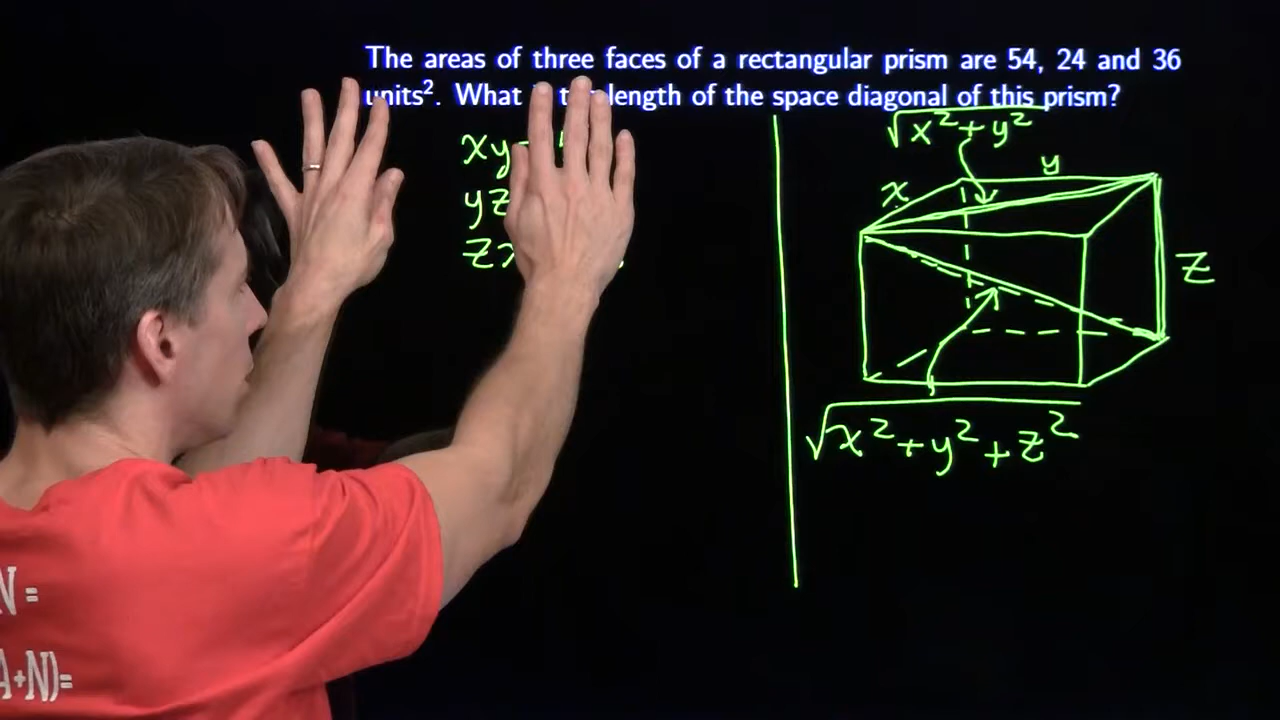 The areas of three faces of a rectangular prism are 54, 24 and 36
units². What length of the space diagonal of this prism?
xy
yz
zx
√x² + y²
x
y
z
√x² + y² + z²
N =
A+N)=